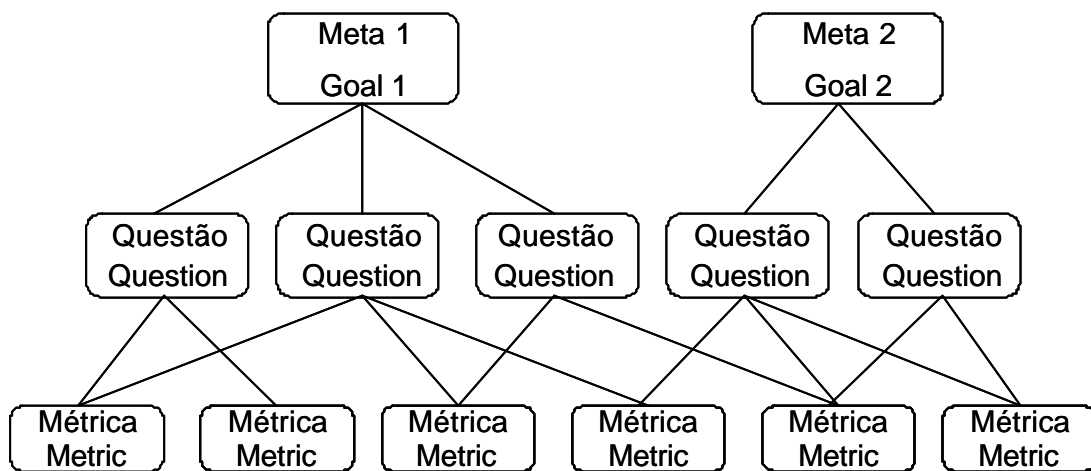 Meta 1
Goal 1
Meta 2
Goal 2
Questão
Question
Questão
Question
Questão
Question
Questão
Question
Questão
Question
Métrica
Metric
Métrica
Metric
Métrica
Metric
Métrica
Metric
Métrica
Metric
Métrica
Metric